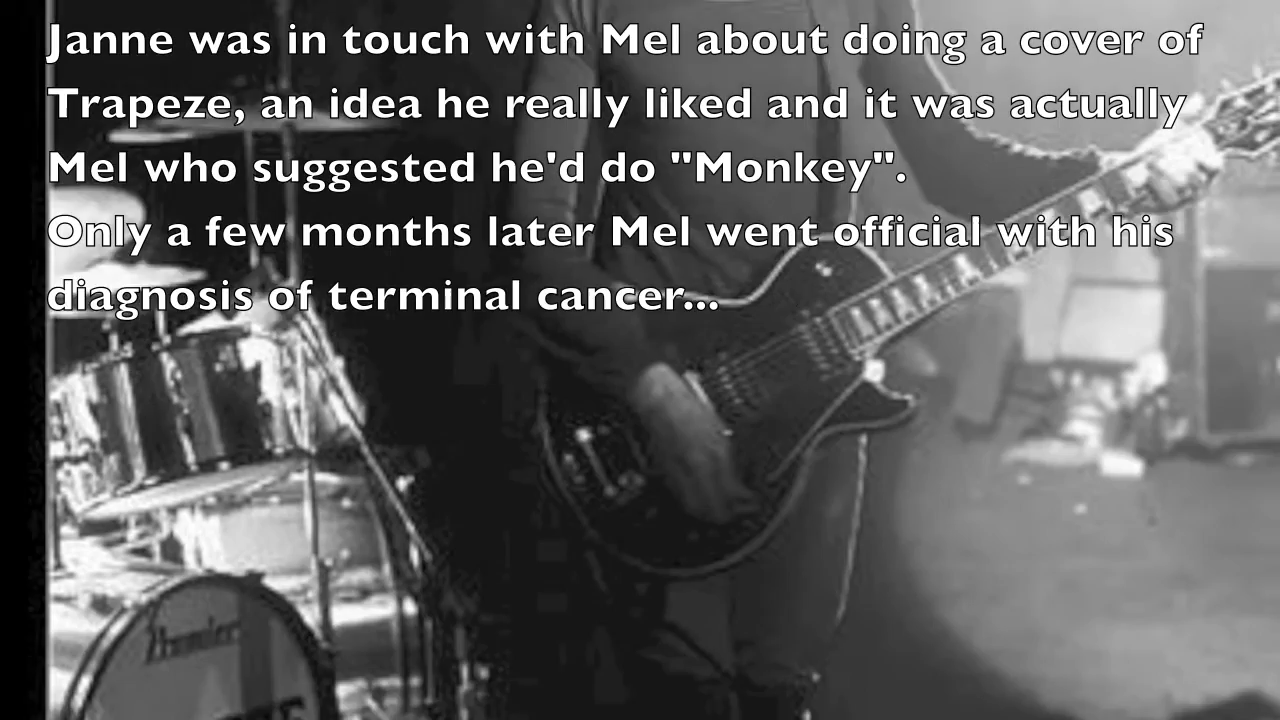 Janne was in touch with Mel about doing a cover of
Trapeze, an idea he really liked and it was actually
Mel who suggested he'd do "Monkey".
Only a few months later Mel went official with his
diagnosis of terminal cancer...